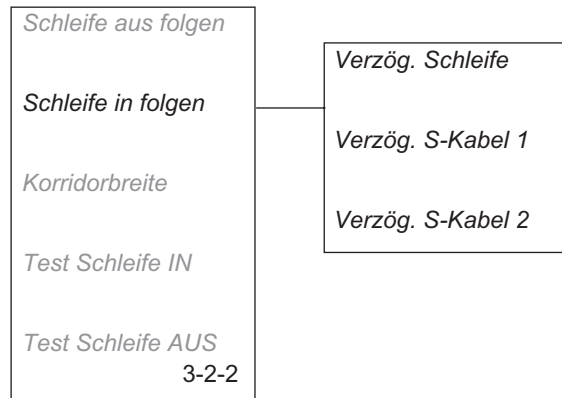 Schleife aus folgen
Schleife in folgen
Korridorbreite
Test Schleife IN
Test Schleife AUS
3-2-2
Verzög. Schleife
Verzög. S-Kabel 1
Verzög. S-Kabel 2